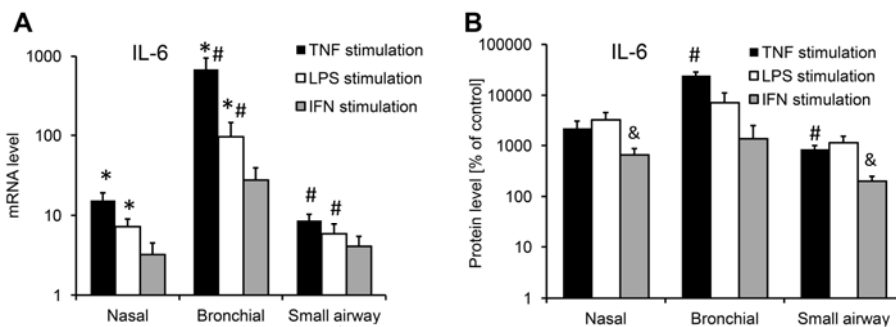 A
IL-6
TNF stimulation
LPS stimulation
IFN stimulation
mRNA level
1000
100
10
1
* * *# *# # #
Nasal Bronchial Small airway
B
IL-6
TNF stimulation
LPS stimulation
IFN stimulation
Protein level [% of control]
100000
10000
1000
100
10
1
& # # &
Nasal Bronchial Small airway